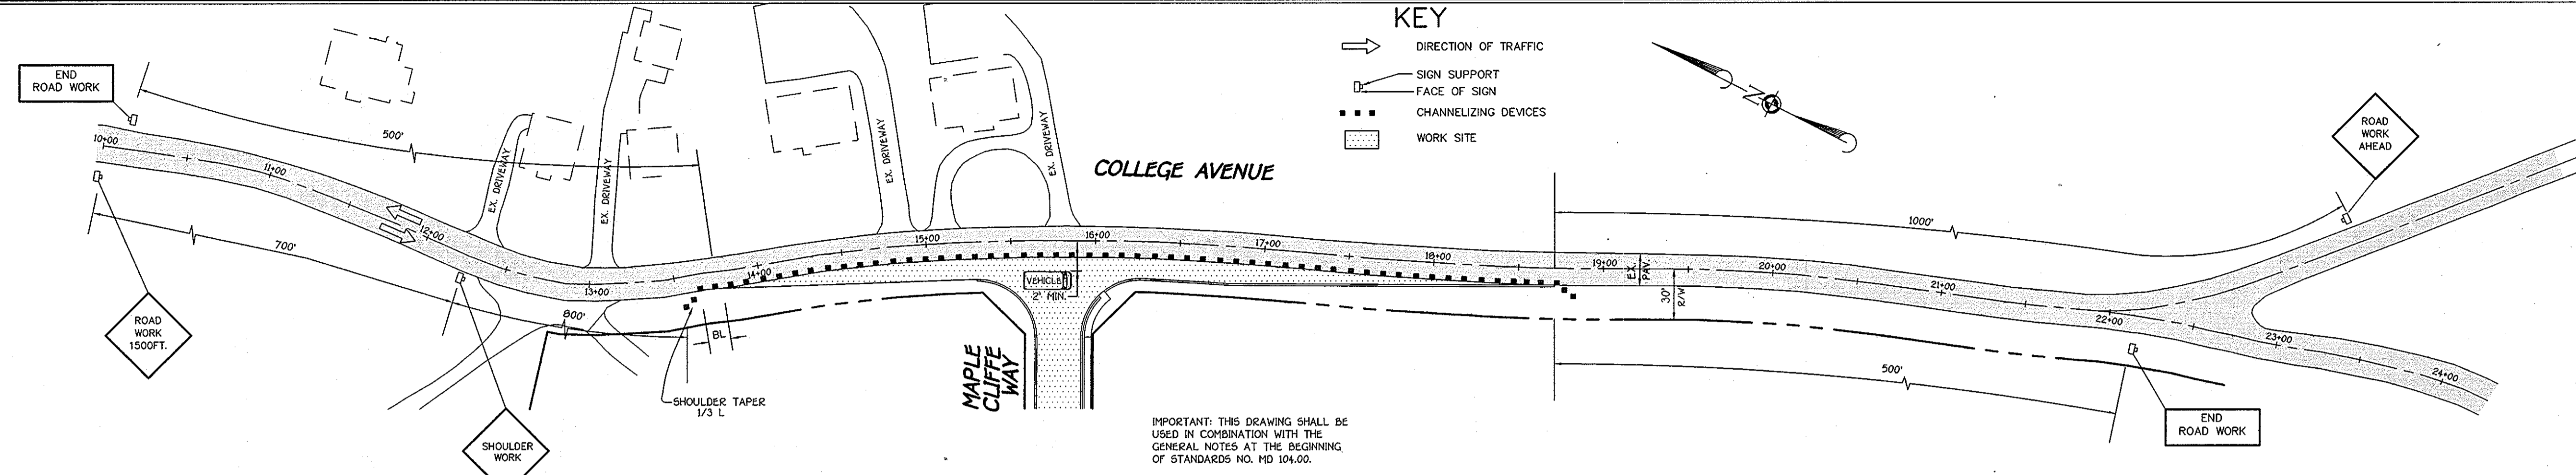 KEY
DIRECTION OF TRAFFIC
SIGN SUPPORT
FACE OF SIGN
CHANNELIZING DEVICES
WORK SITE
N
END
ROAD WORK
500'
10+00
11+00
12+00
13+00
14+00
15+00
16+00
17+00
18+00
19+00
20+00
21+00
22+00
23+00
24+00
EX. DRIVEWAY
EX. DRIVEWAY
EX. DRIVEWAY
EX. DRIVEWAY
COLLEGE AVENUE
1000'
ROAD
WORK
AHEAD
700'
800'
ROAD
WORK
1500FT.
SHOULDER
WORK
BL
SHOULDER TAPER
1/3 L
VEHICLE
2' MIN.
MAPLE
CLIFFE
WAY
EX.
PAV.
30'
R/W
500'
END
ROAD WORK
IMPORTANT: THIS DRAWING SHALL BE
USED IN COMBINATION WITH THE
GENERAL NOTES AT THE BEGINNING
OF STANDARDS NO. MD 104.00.